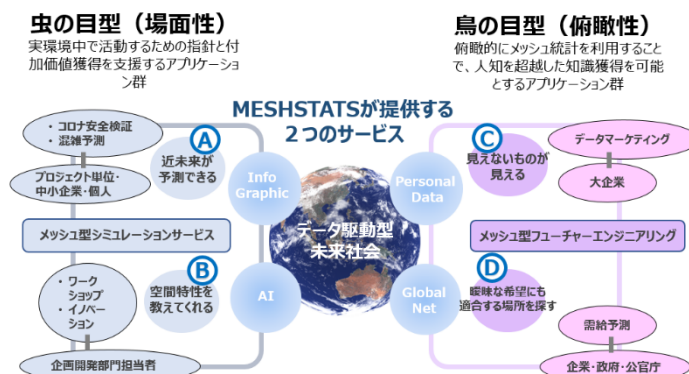 虫の目型（場面性）
実環境中で活動するための指針と付
加価値獲得を支援するアプリケーショ
ン群
鳥の目型（俯瞰性）
俯瞰的にメッシュ統計を利用すること
で、人知を超越した知識獲得を可能
とするアプリケーション群
MESHSTATSが提供する
２つのサービス
・ コロナ安全検証
・ 混雑予測
プロジェクト単位・
中小企業・個人
A
近未来が
予測できる
Info
Graphic
メッシュ型シミュレーションサービス
・ ワーク
ショップ
・ イノベー
ション
企画開発部門担当者
B
空間特性を
教えてくれる
AI
データ駆動型
未来社会
Personal
Data
C
見えないものが
見える
データマーケティング
大企業
メッシュ型フューチャーエンジニアリング
Global
Net
D
曖昧な希望にも
適合する場所を探す
需給予測
企業・政府・公官庁